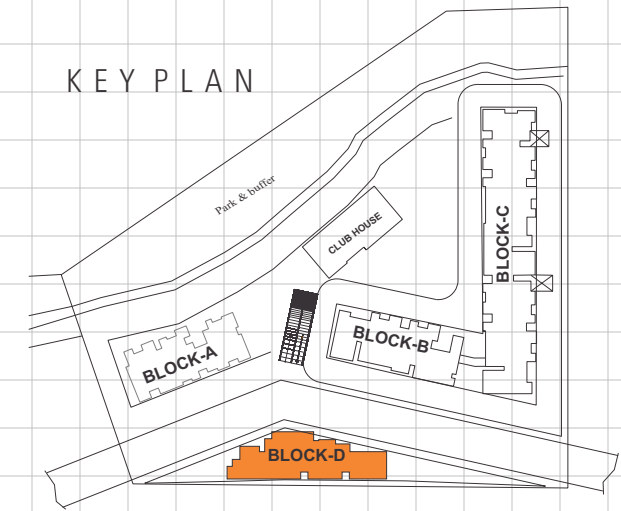 KEY PLAN
Park & buffer
CLUB HOUSE
BLOCK-C
BLOCK-B
BLOCK-A
BLOCK-D